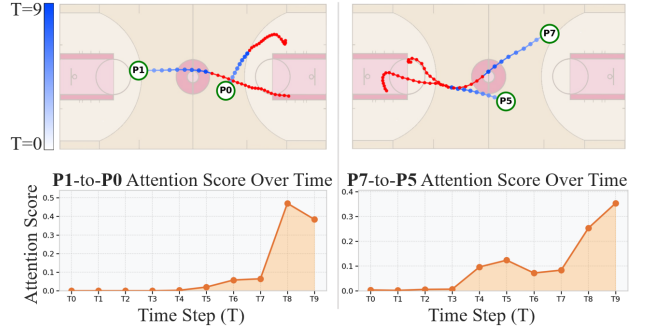 T=9
T=0
P1
P0
P7
P5
P1-to-P0 Attention Score Over Time
P7-to-P5 Attention Score Over Time
Attention Score
0.5
0.4
0.3
0.2
0.1
0.0
T0 T1 T2 T3 T4 T5 T6 T7 T8 T9
Time Step (T)
0.4
0.3
0.2
0.1
0.0
T0 T1 T2 T3 T4 T5 T6 T7 T8 T9
Time Step (T)